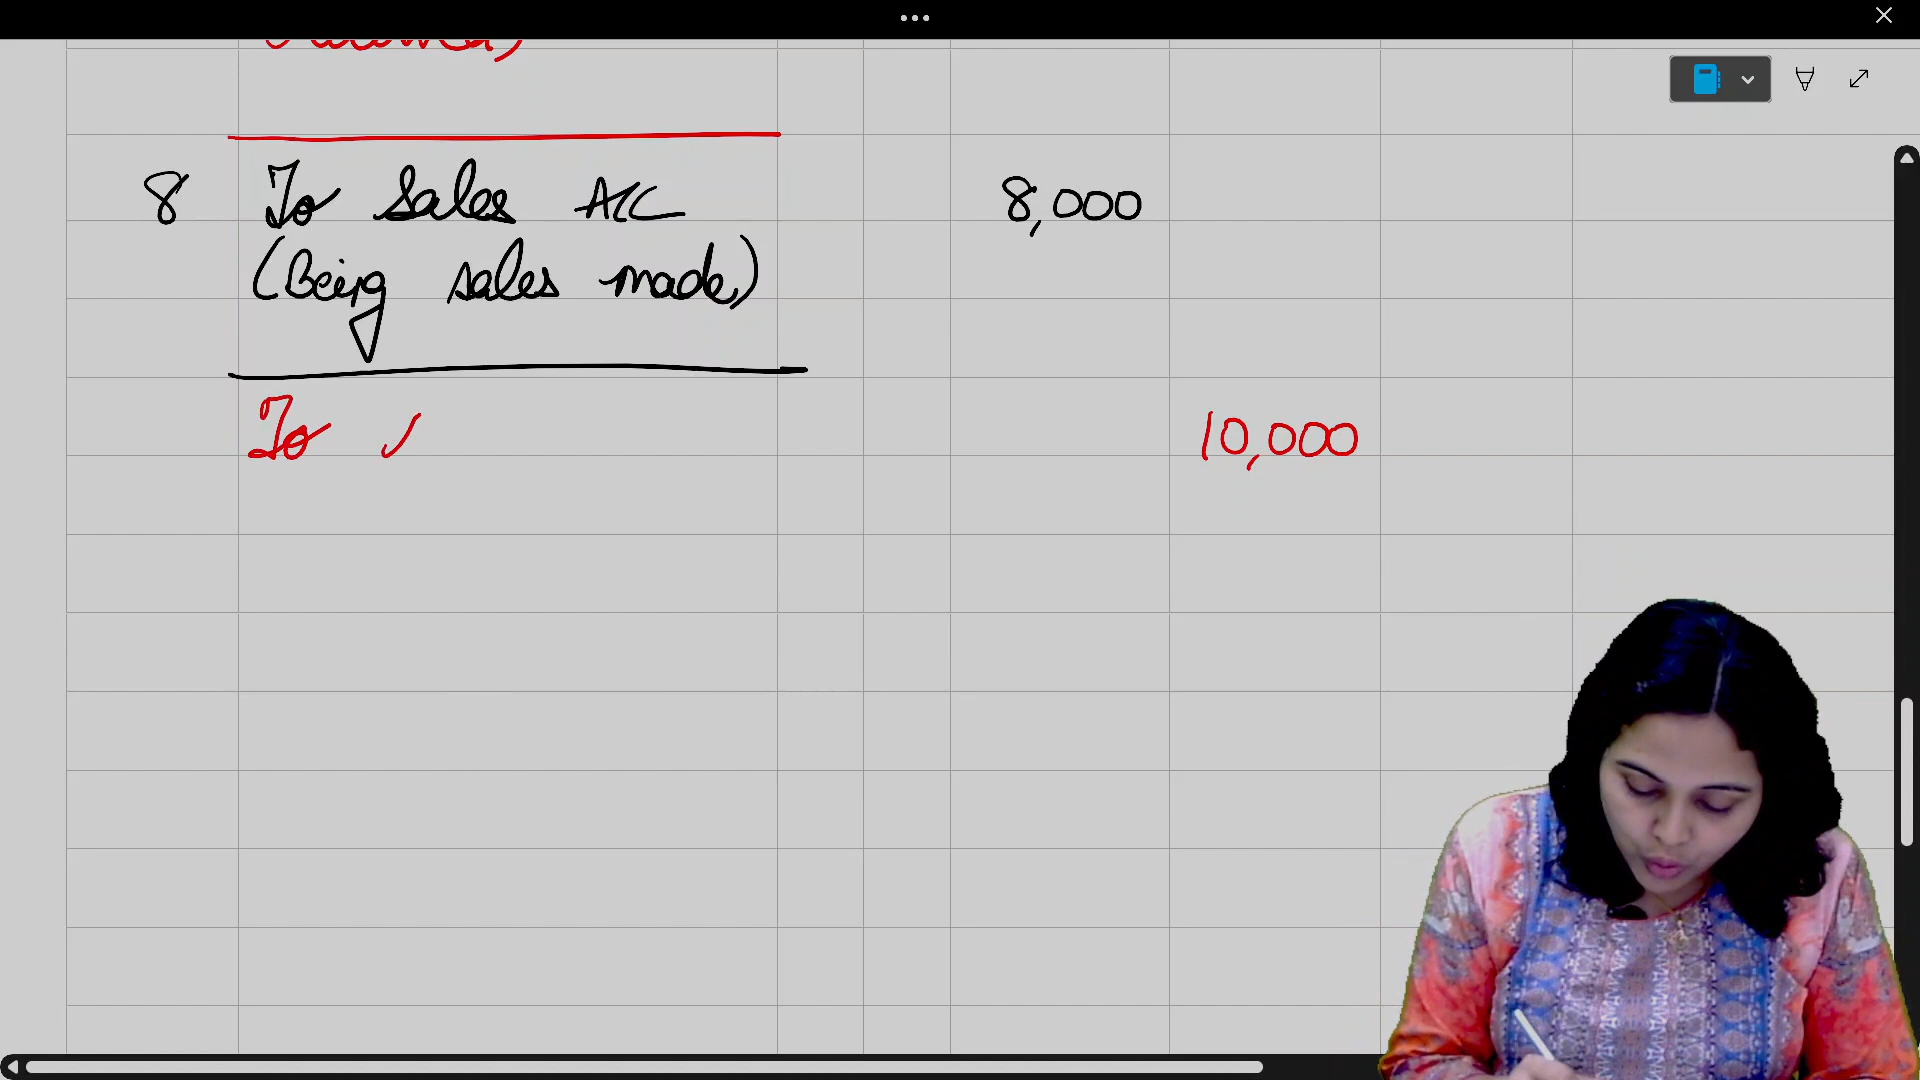 8 To Sales A/C 8,000
(Being sales made)
To 10,000